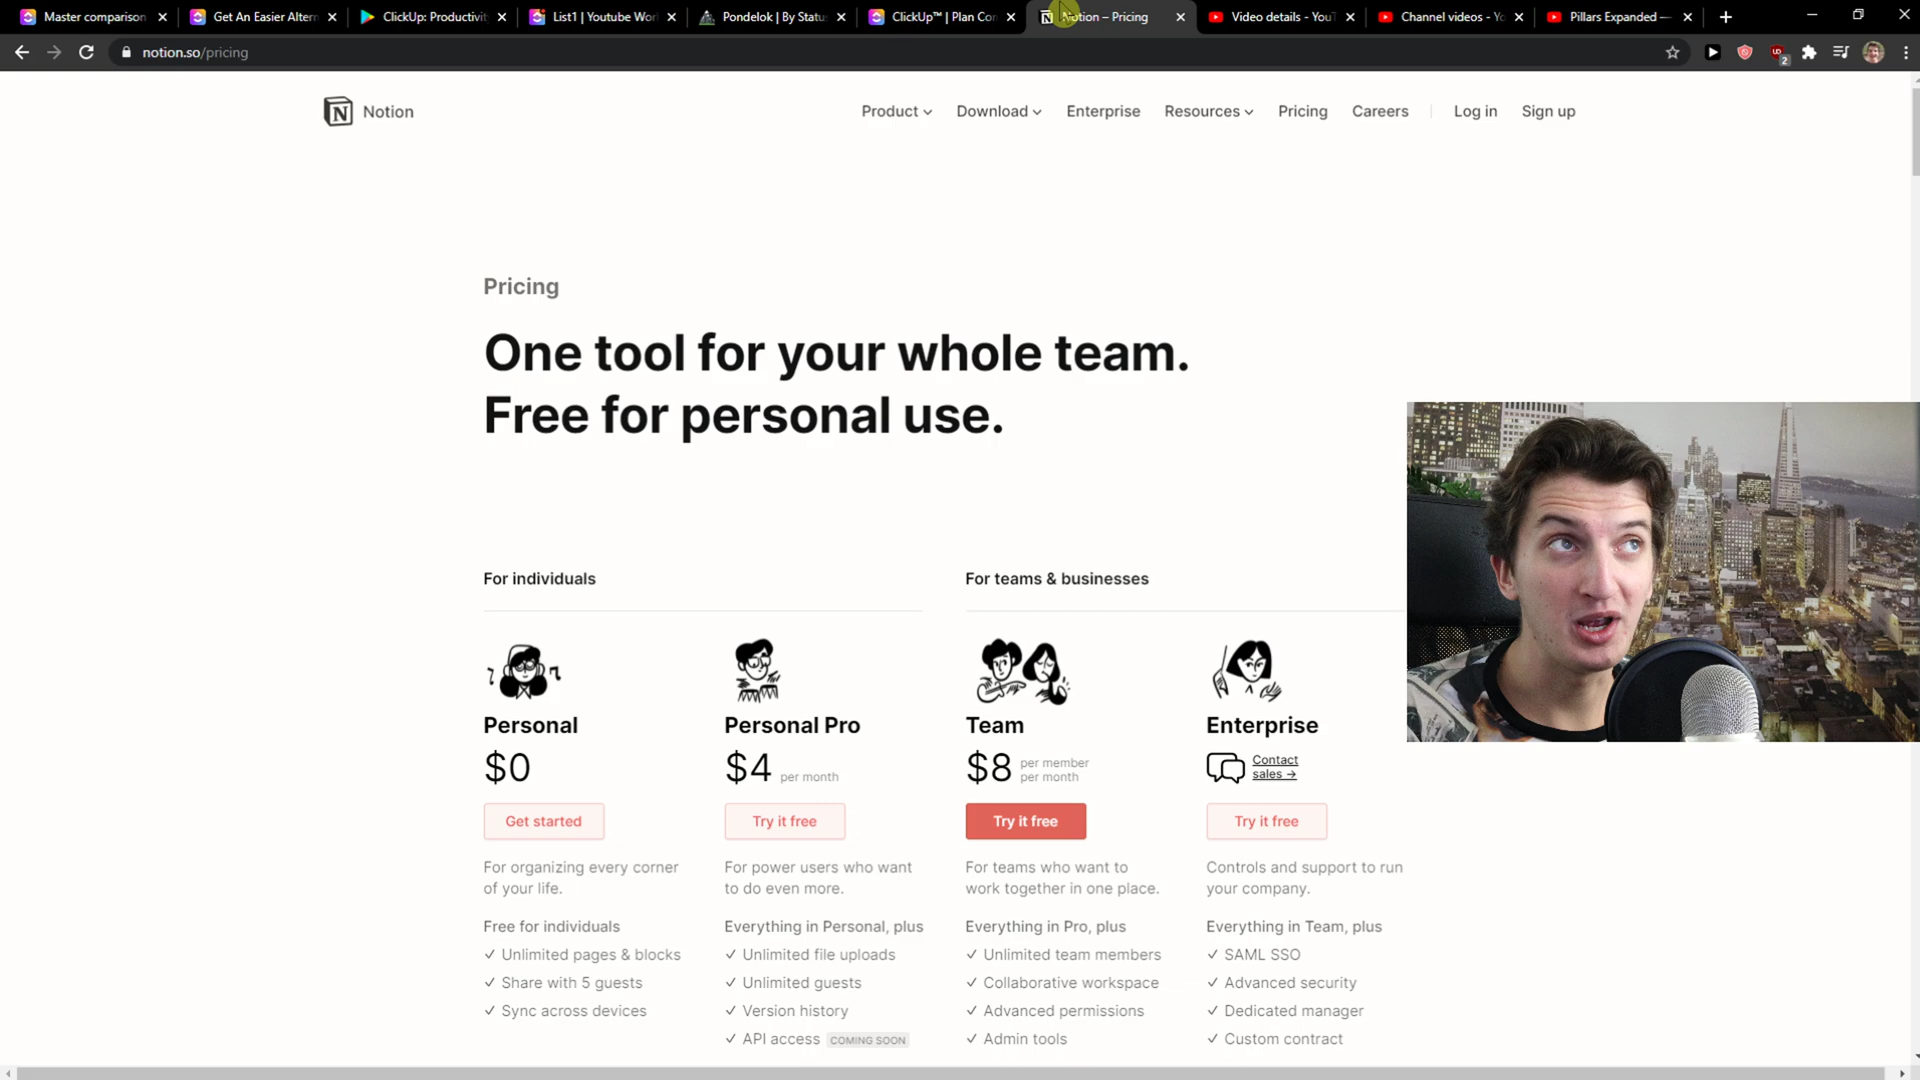 Master comparison
Get An Easier Altern
ClickUp: Productivit
List1 | Youtube Wor
Pondelok | By Statu
ClickUp™ | Plan Co
Notion – Pricing
Video details - YouT
Channel videos - Yo
Pillars Expanded —
notion.so/pricing
2
Notion
Product
Download
Enterprise
Resources
Pricing
Careers
Log in
Sign up
Pricing
One tool for your whole team.
Free for personal use.
For individuals
For teams & businesses
Personal
$0
Get started
For organizing every corner
of your life.
Free for individuals
✓ Unlimited pages & blocks
✓ Share with 5 guests
✓ Sync across devices
Personal Pro
$4 per month
Try it free
For power users who want
to do even more.
Everything in Personal, plus
✓ Unlimited file uploads
✓ Unlimited guests
✓ Version history
✓ API access COMING SOON
Team
$8 per member
per month
Try it free
For teams who want to
work together in one place.
Everything in Pro, plus
✓ Unlimited team members
✓ Collaborative workspace
✓ Advanced permissions
✓ Admin tools
Enterprise
Contact
sales →
Try it free
Controls and support to run
your company.
Everything in Team, plus
✓ SAML SSO
✓ Advanced security
✓ Dedicated manager
✓ Custom contract